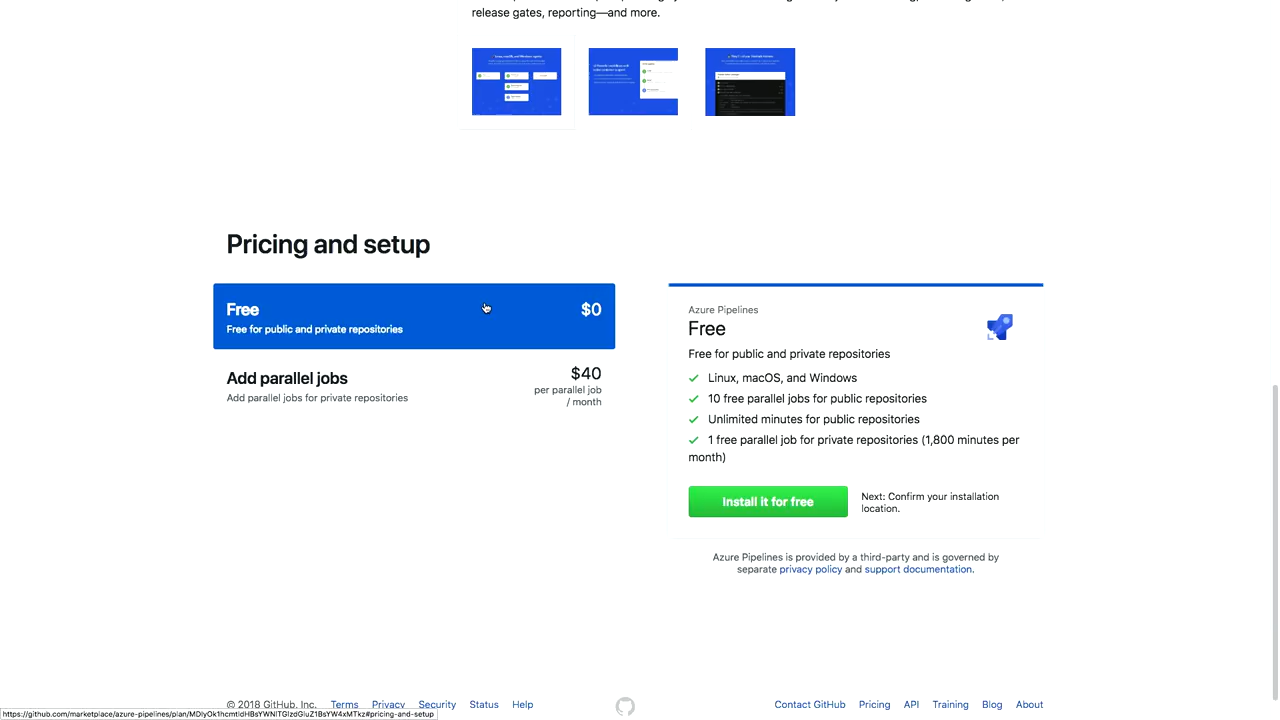 release gates, reporting—and more.
Pricing and setup
Free
$0
Free for public and private repositories
Add parallel jobs
$40
Add parallel jobs for private repositories
per parallel job
/ month
Azure Pipelines
Free
Free for public and private repositories
Linux, macOS, and Windows
10 free parallel jobs for public repositories
Unlimited minutes for public repositories
1 free parallel job for private repositories (1,800 minutes per
month)
Install it for free
Next: Confirm your installation
location.
Azure Pipelines is provided by a third-party and is governed by
separate privacy policy and support documentation.
© 2018 GitHub, Inc. Terms Privacy Security Status Help
Contact GitHub Pricing API Training Blog About